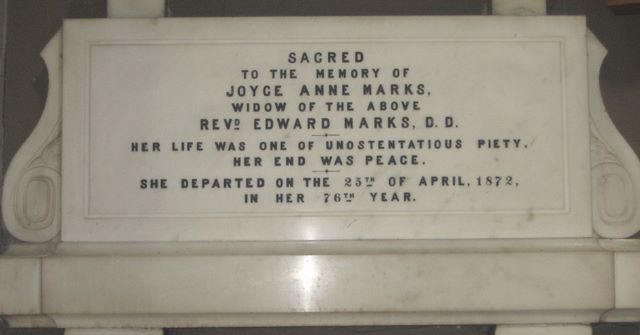 SACRED
TO THE MEMORY OF
JOYCE ANNE MARKS,
WIDOW OF THE ABOVE
REVD EDWARD MARKS, D.D.
HER LIFE WAS ONE OF UNOSTENTATIOUS PIETY.
HER END WAS PEACE.
SHE DEPARTED ON THE 25TH OF APRIL, 1872,
IN HER 76TH YEAR.